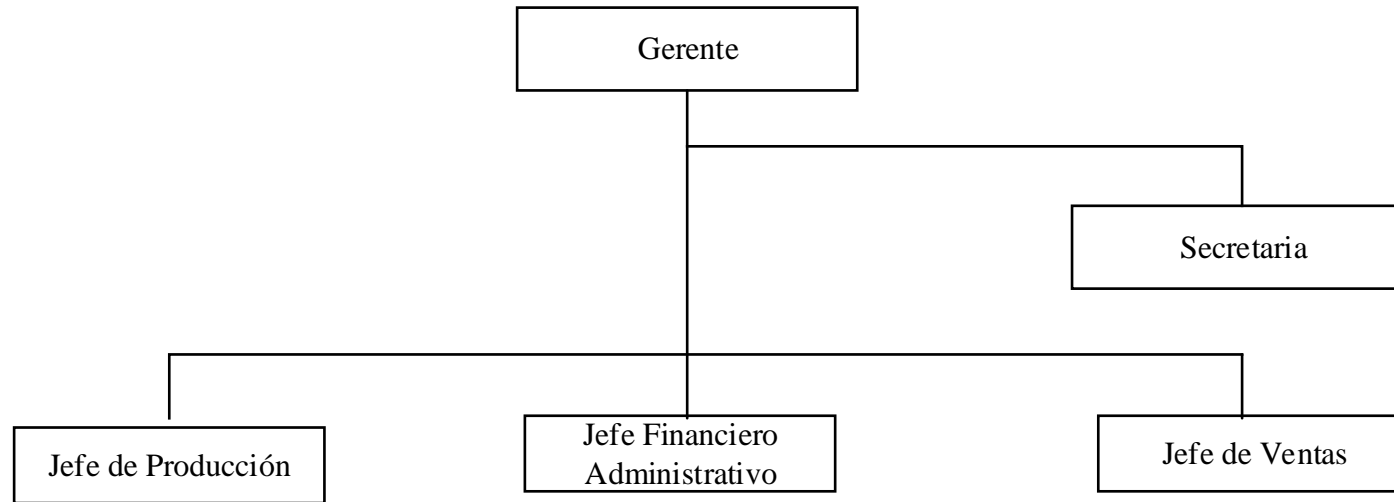 Gerente
Secretaria
Jefe de Producción
Jefe Financiero
Administrativo
Jefe de Ventas